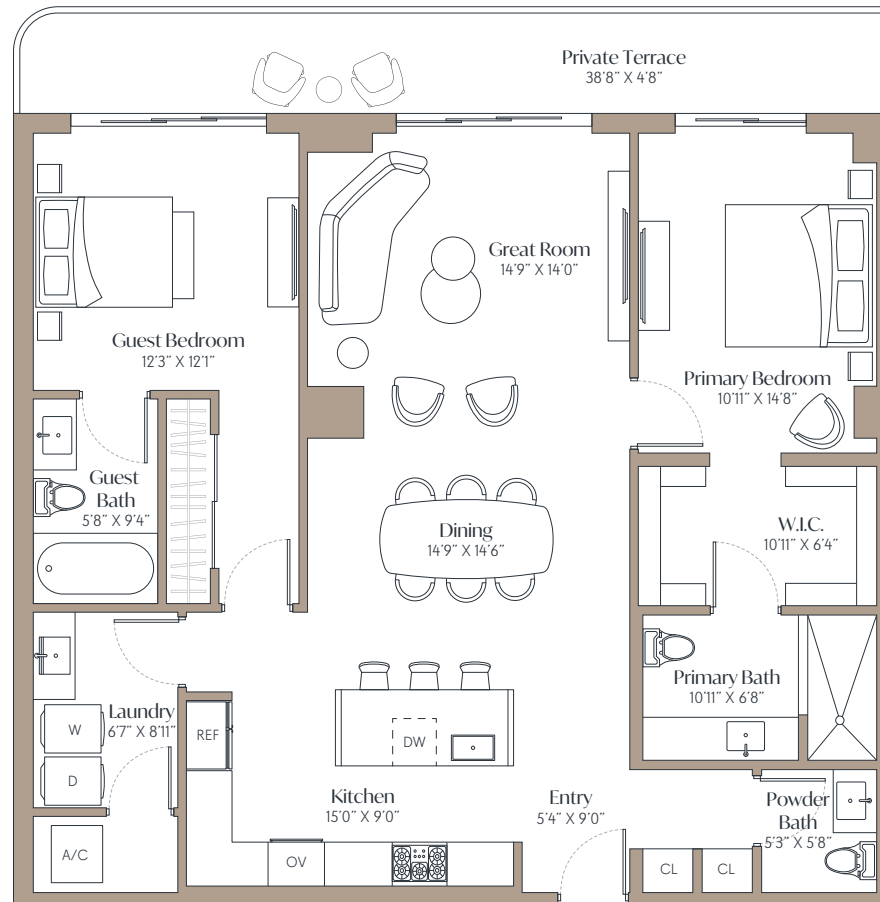 Private Terrace
38'8" X 4'8"
Great Room
14'9" X 14'0"
Guest Bedroom
12'3" X 12'1"
Primary Bedroom
10'11" X 14'8"
Guest
Bath
5'8" X 9'4"
Dining
14'9" X 14'6"
W.I.C.
10'11" X 6'4"
Primary Bath
10'11" X 6'8"
Laundry
6'7" X 8'11"
W
D
REF
DW
Kitchen
15'0" X 9'0"
Entry
5'4" X 9'0"
Powder
Bath
5'3" X 5'8"
A/C
OV
CL
CL